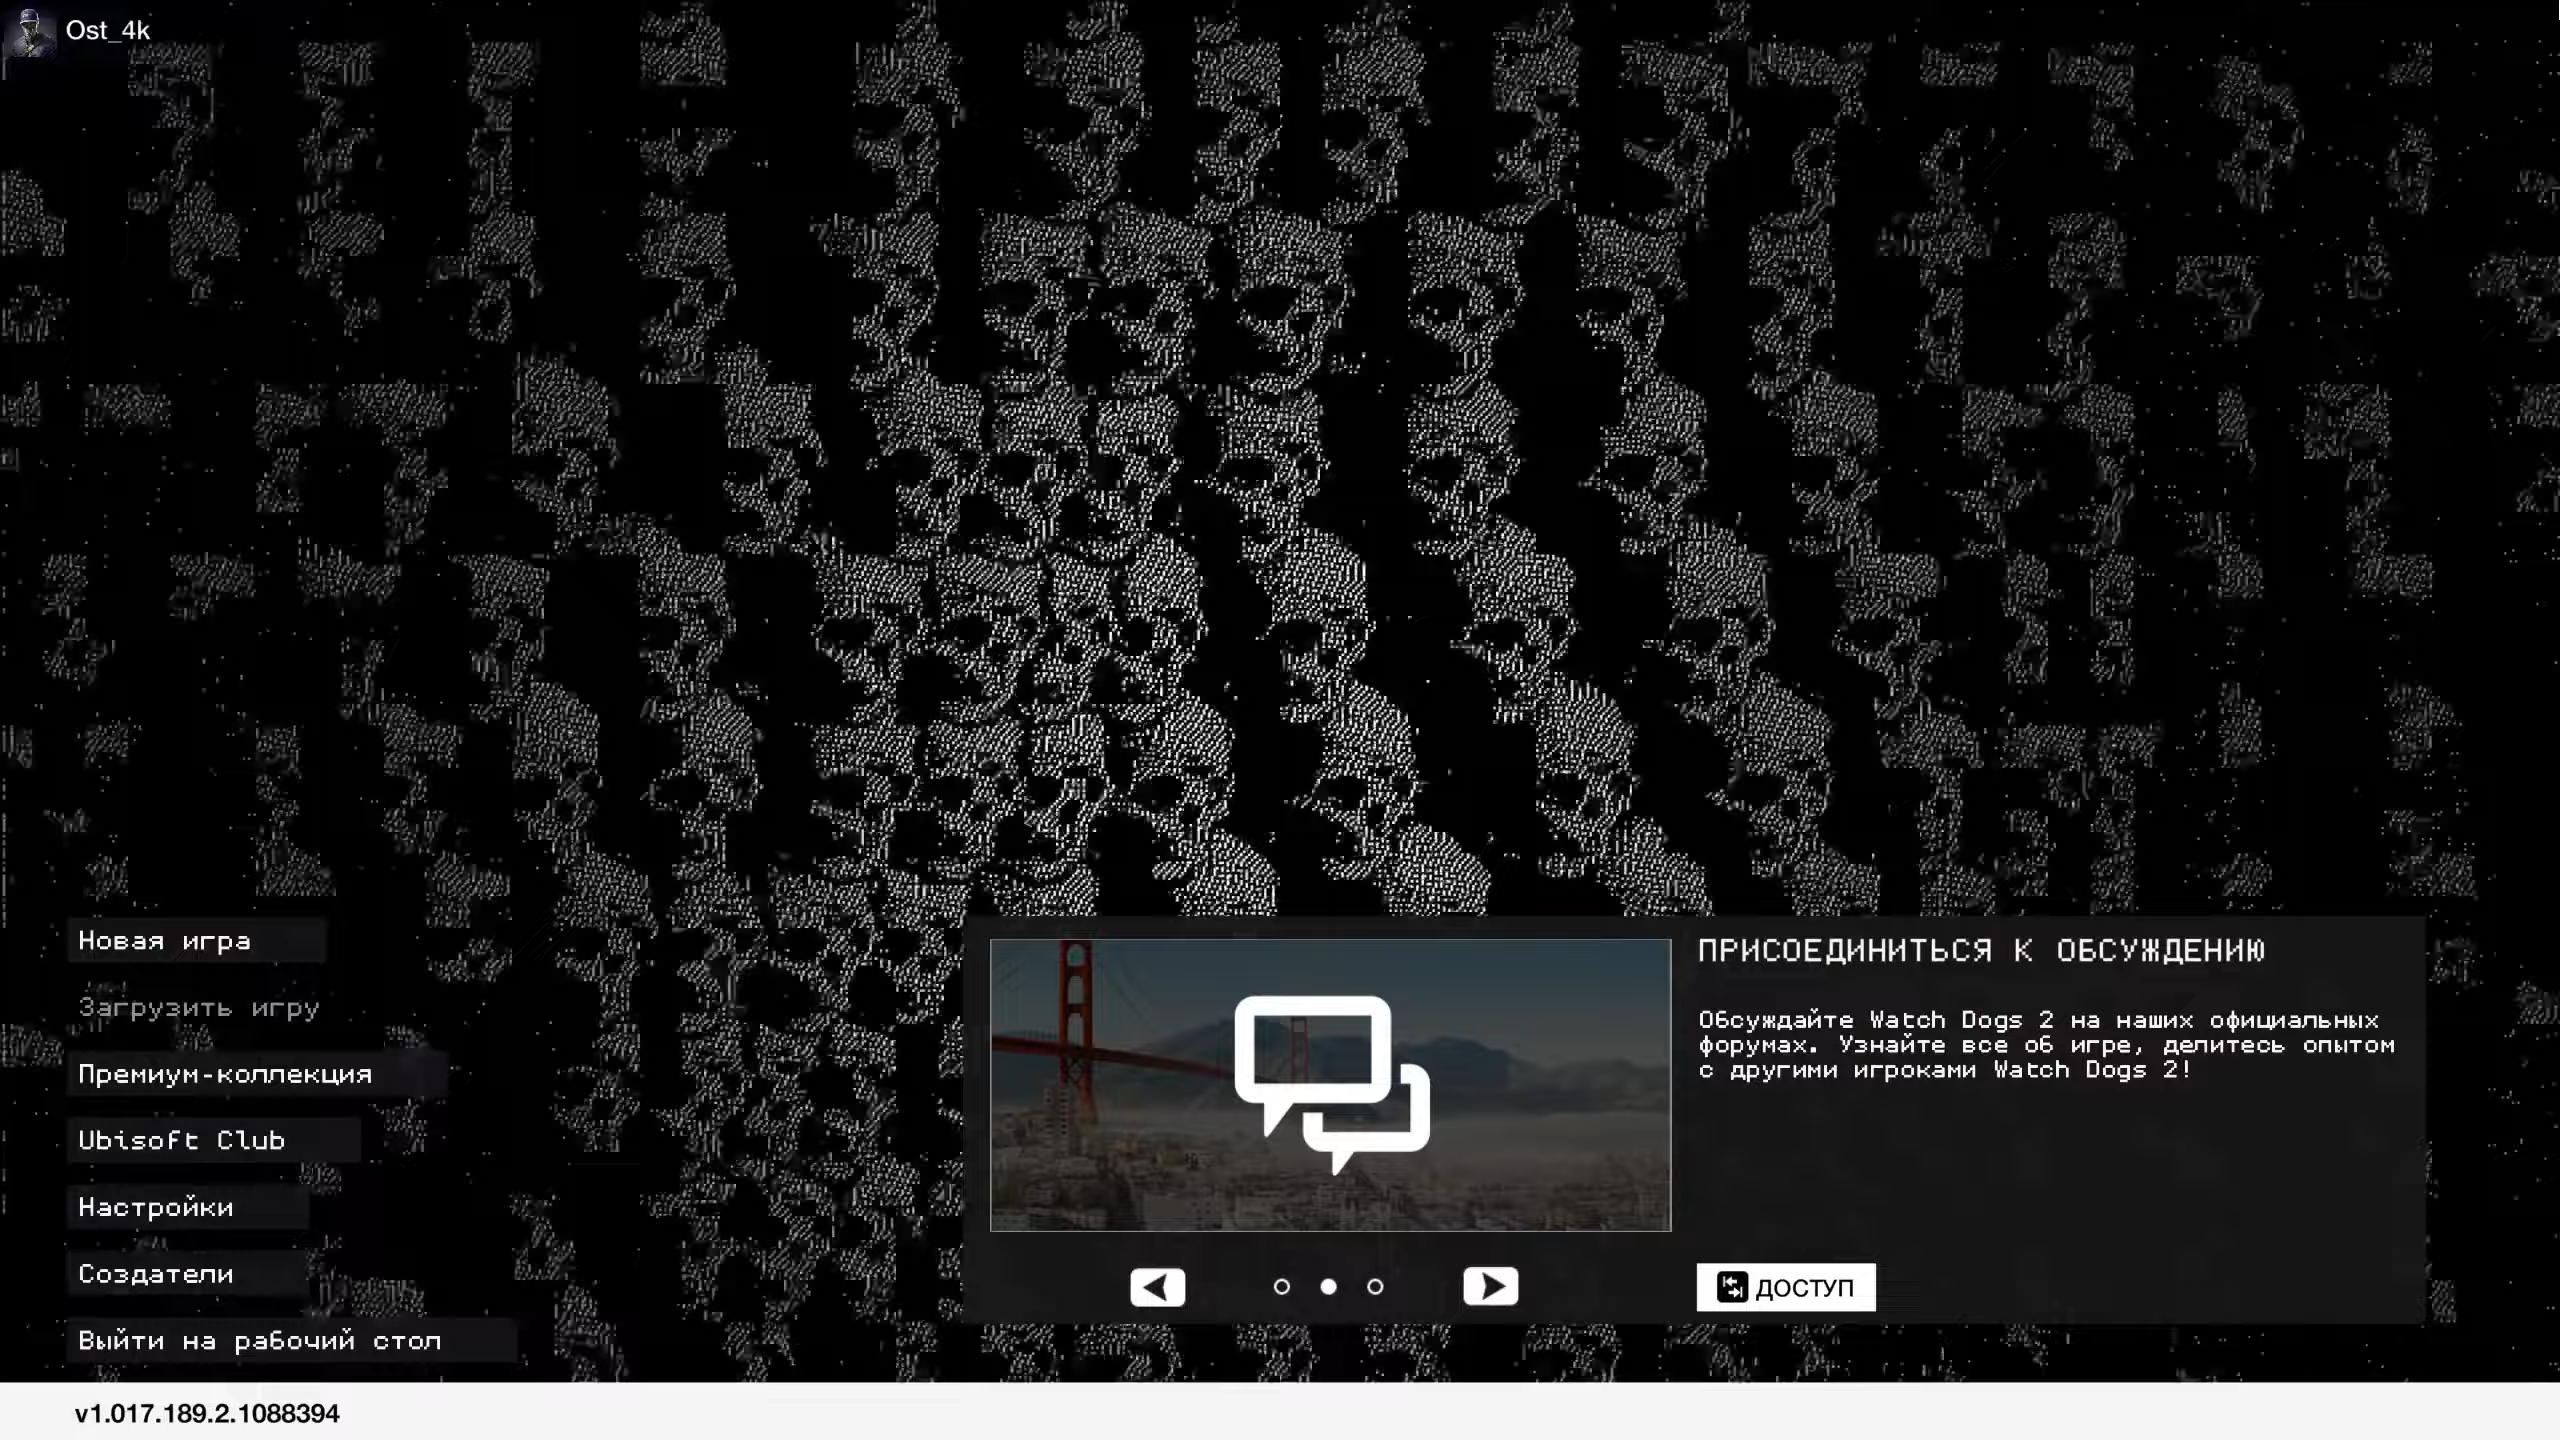 Ost_4k
Новая игра
Загрузить игру
Премиум-коллекция
Ubisoft Club
Настройки
Создатели
Выйти на рабочий стол
ПРИСОЕДИНИТЬСЯ К ОБСУЖДЕНИЮ
Обсуждайте Watch Dogs 2 на наших официальных
форумах. Узнайте все об игре, делитесь опытом
с другими игроками Watch Dogs 2!
ДОСТУП
v1.017.189.2.1088394